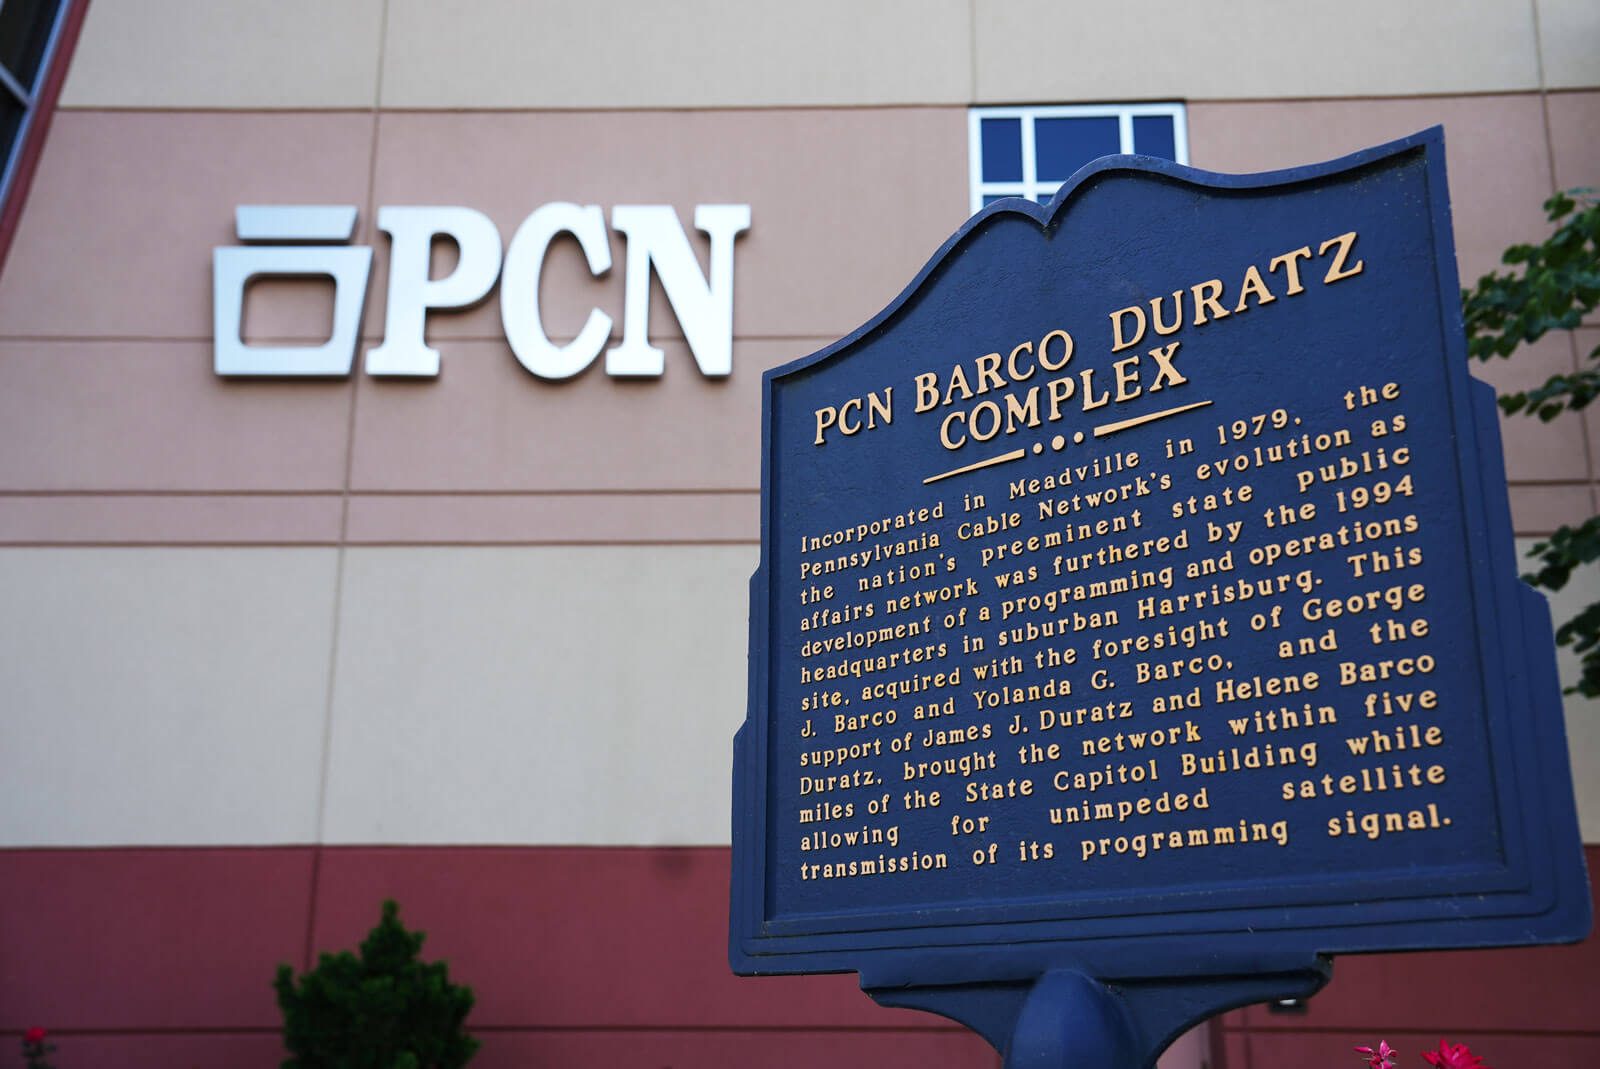 PCN
PCN BARCO DURATZ
COMPLEX
Incorporated in Meadville in 1979, the
Pennsylvania Cable Network's evolution as
the nation's preeminent state public
affairs network was furthered by the 1994
development of a programming and operations
headquarters in suburban Harrisburg. This
site, acquired with the foresight of George
J. Barco and Yolanda G. Barco, and the
support of James J. Duratz and Helene Barco
Duratz, brought the network within five
miles of the State Capitol Building while
allowing for unimpeded satellite
transmission of its programming signal.